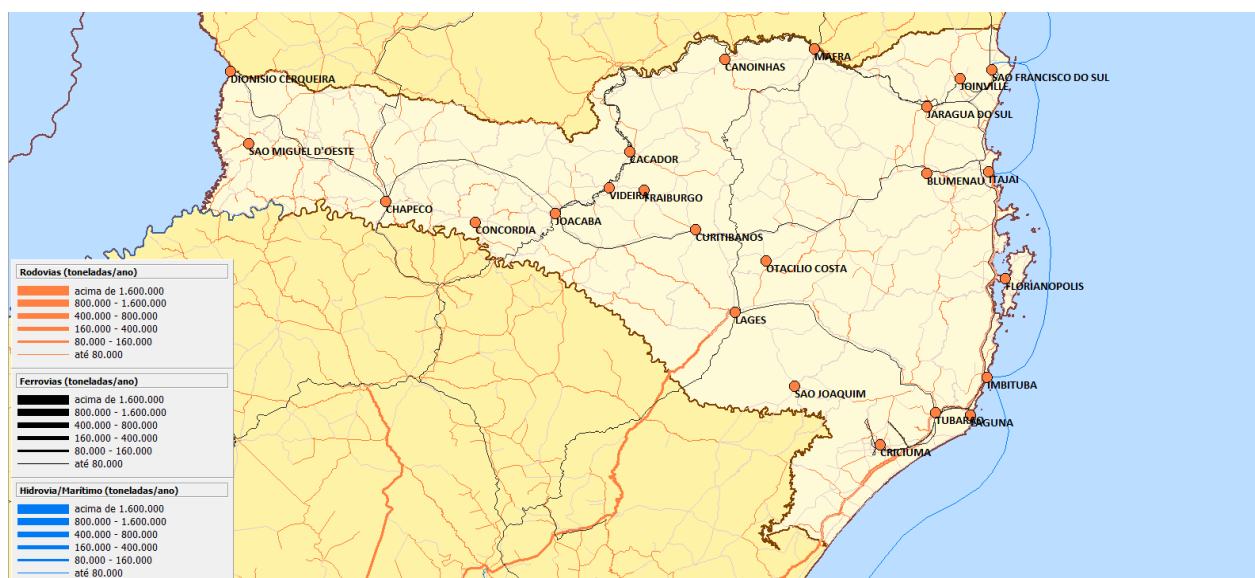 MAFRA
CANOINHAS
DIONISIO CERQUEIRA
SAO FRANCISCO DO SUL
JOINVILLE
JARAGUA DO SUL
SAO MIGUEL D'OESTE
CACADOR
BLUMENAU
ITAJAI
VIDEIRA
FRAIBURGO
CHAPECO
JOACABA
CONCORDIA
CURITIBANOS
OTACILIO COSTA
FLORIANOPOLIS
LAGES
IMBITUBA
SAO JOAQUIM
TUBARAO
LAGUNA
CRICIUMA
Rodovias (toneladas/ano)
acima de 1.600.000
800.000 - 1.600.000
400.000 - 800.000
160.000 - 400.000
80.000 - 160.000
até 80.000
Ferrovias (toneladas/ano)
acima de 1.600.000
800.000 - 1.600.000
400.000 - 800.000
160.000 - 400.000
80.000 - 160.000
até 80.000
Hidrovia/Marítimo (toneladas/ano)
acima de 1.600.000
800.000 - 1.600.000
400.000 - 800.000
160.000 - 400.000
80.000 - 160.000
até 80.000